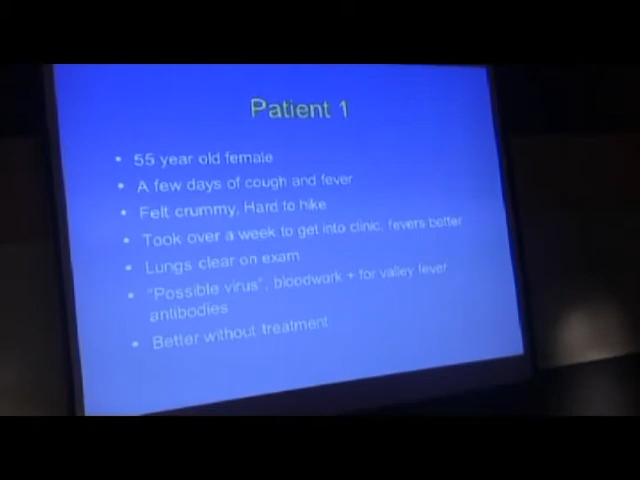 Patient 1
• 55 year old female
• A few days of cough and fever
• Felt crummy, Hard to hike
• Took over a week to get into clinic, fevers better
• Lungs clear on exam
• "Possible virus", bloodwork + for valley fever
antibodies
• Better without treatment